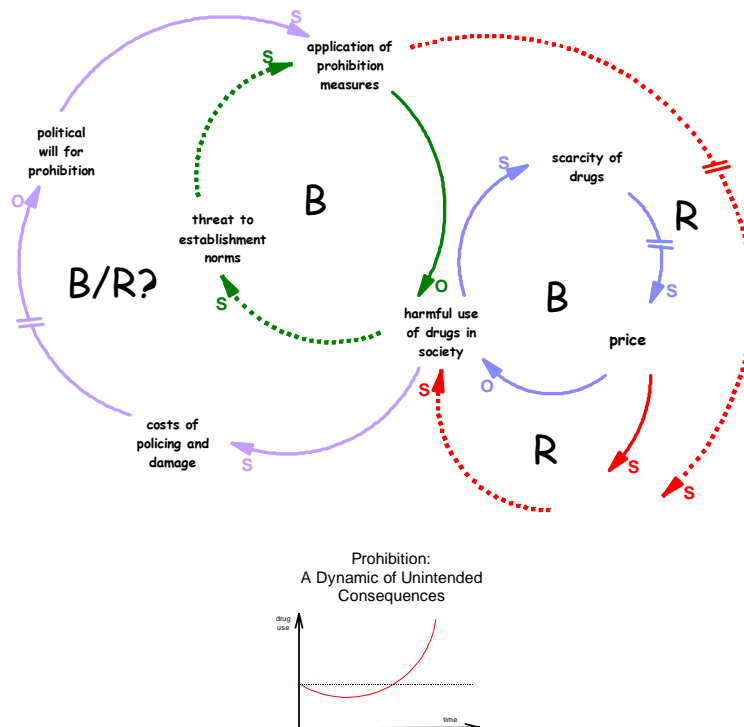 S
application of
prohibition
measures
S
political
will for
prohibition
S
scarcity of
drugs
O
B
R
threat to
establishment
norms
B/R?
S
O
B
S
harmful use
of drugs in
society
price
S
O
costs of
policing and
damage
S
R
S
S
Prohibition:
A Dynamic of Unintended
Consequences
drug
use
time